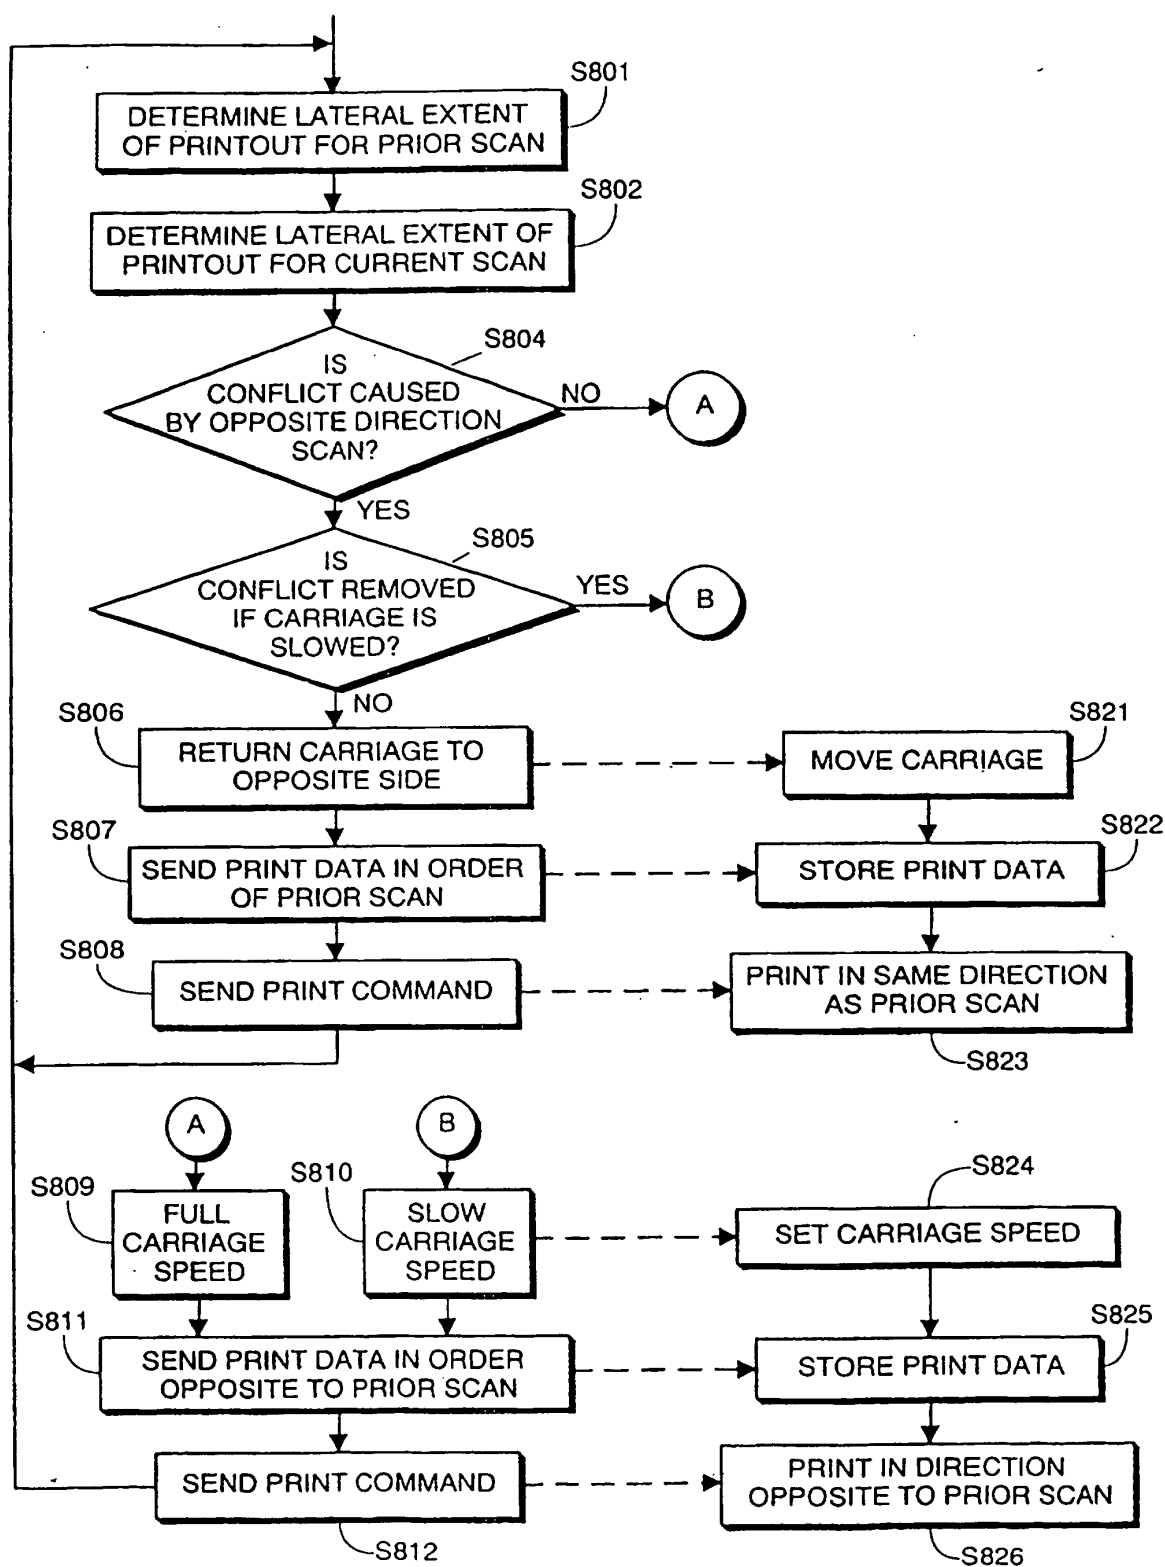 S801
DETERMINE LATERAL EXTENT
OF PRINTOUT FOR PRIOR SCAN
S802
DETERMINE LATERAL EXTENT OF
PRINTOUT FOR CURRENT SCAN
S804
IS
CONFLICT CAUSED
BY OPPOSITE DIRECTION
SCAN?
NO
A
YES
S805
IS
CONFLICT REMOVED
IF CARRIAGE IS
SLOWED?
YES
B
NO
S806
RETURN CARRIAGE TO
OPPOSITE SIDE
S821
MOVE CARRIAGE
S807
SEND PRINT DATA IN ORDER
OF PRIOR SCAN
S822
STORE PRINT DATA
S808
SEND PRINT COMMAND
PRINT IN SAME DIRECTION
AS PRIOR SCAN
S823
A
B
S809
FULL
CARRIAGE
SPEED
S810
SLOW
CARRIAGE
SPEED
S824
SET CARRIAGE SPEED
S811
SEND PRINT DATA IN ORDER
OPPOSITE TO PRIOR SCAN
S825
STORE PRINT DATA
SEND PRINT COMMAND
S812
PRINT IN DIRECTION
OPPOSITE TO PRIOR SCAN
S826